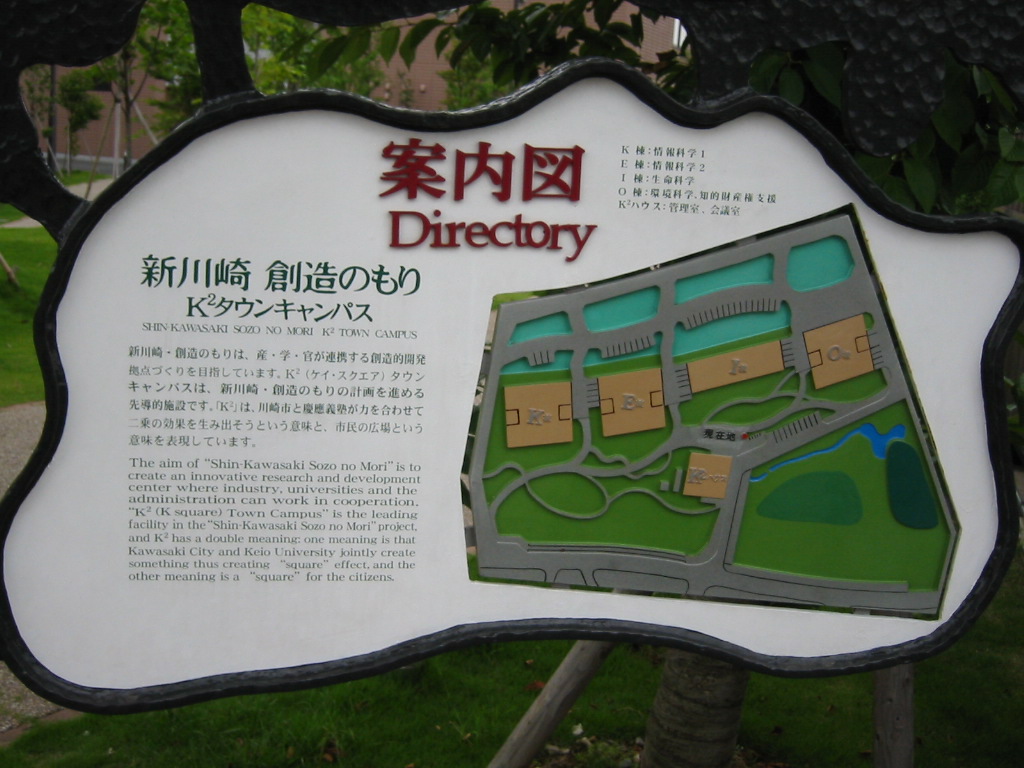 案内図
Directory
K 棟:情報科学1
E 棟:情報科学2
I 棟:生命科学
O 棟:環境科学、知的財産権支援
K²ハウス:管理室、会議室
新川崎 創造のもり
K²タウンキャンパス
SHIN-KAWASAKI SOZO NO MORI K² TOWN CAMPUS
新川崎・創造のもりは、産・学・官が連携する創造的開発
拠点づくりを目指しています。K²(ケイ・スクエア)タウン
キャンパスは、新川崎・創造のもりの計画を進める
先導的施設です。「K²」は、川崎市と慶應義塾が力を合わせて
二乗の効果を生み出そうという意味と、市民の広場という
意味を表現しています。
The aim of "Shin-Kawasaki Sozo no Mori" is to
create an innovative research and development
center where industry, universities and the
administration can work in cooperation.
"K² (K square) Town Campus" is the leading
facility in the "Shin-Kawasaki Sozo no Mori" project,
and K² has a double meaning: one meaning is that
Kawasaki City and Keio University jointly create
something thus creating "square" effect, and the
other meaning is a "square" for the citizens.
K棟
E棟
I棟
O棟
現在地
K²ハウス